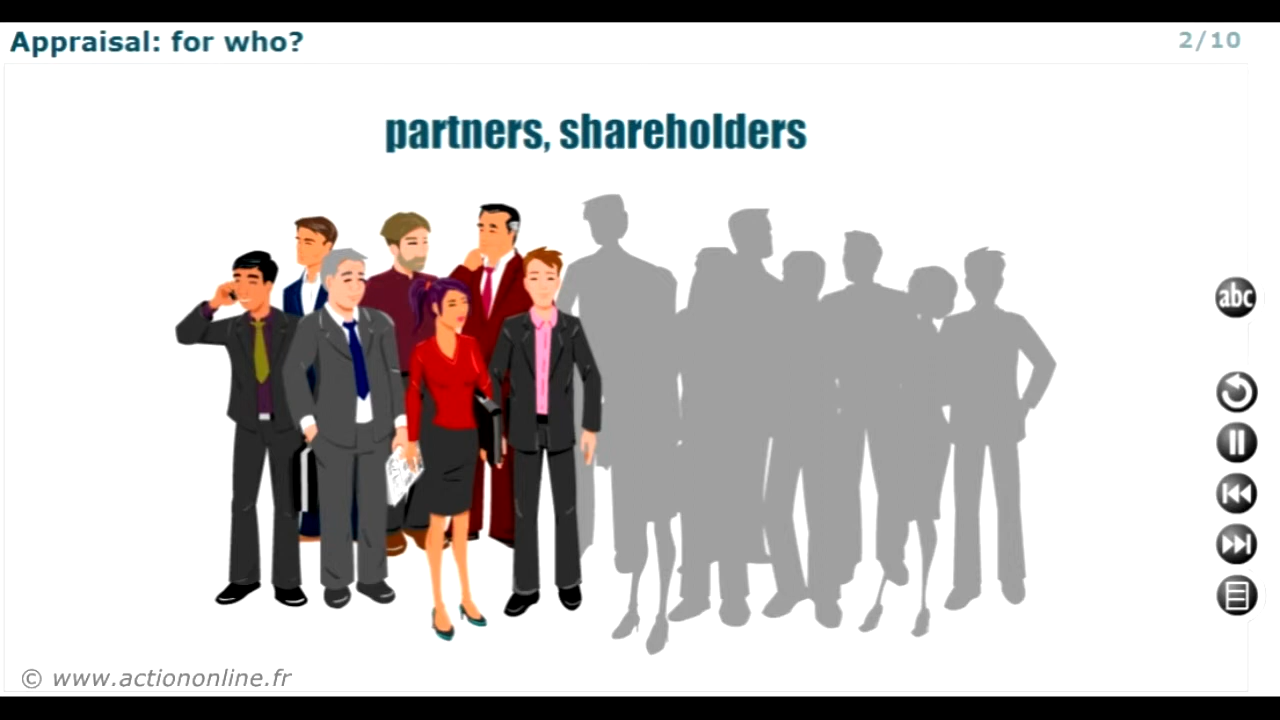 Appraisal: for who?
2/10
partners, shareholders
abc
© www.actiononline.fr